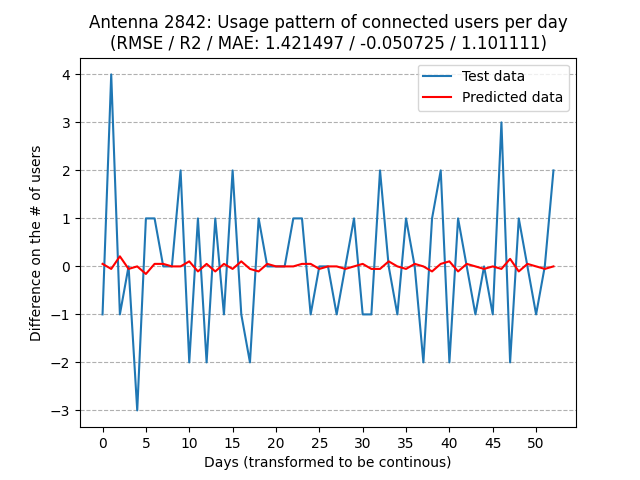 Antenna 2842: Usage pattern of connected users per day
(RMSE / R2 / MAE: 1.421497 / -0.050725 / 1.101111)
Test data
Predicted data
Difference on the # of users
4
3
2
1
0
−1
−2
−3
0 5 10 15 20 25 30 35 40 45 50
Days (transformed to be continous)